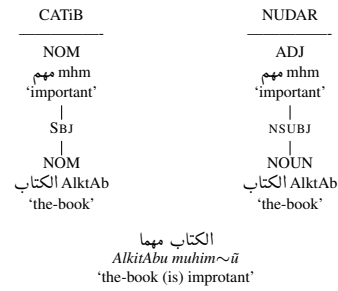 CATiB
NOM
مهم mhm
‘important’
SBJ
NOM
الكتاب AlktAb
‘the-book’
NUDAR
ADJ
مهم mhm
‘important’
NSUBJ
NOUN
الكتاب AlktAb
‘the-book’
الكتاب مهما
AlkitAbu muhim∼ũ
‘the-book (is) improtant’